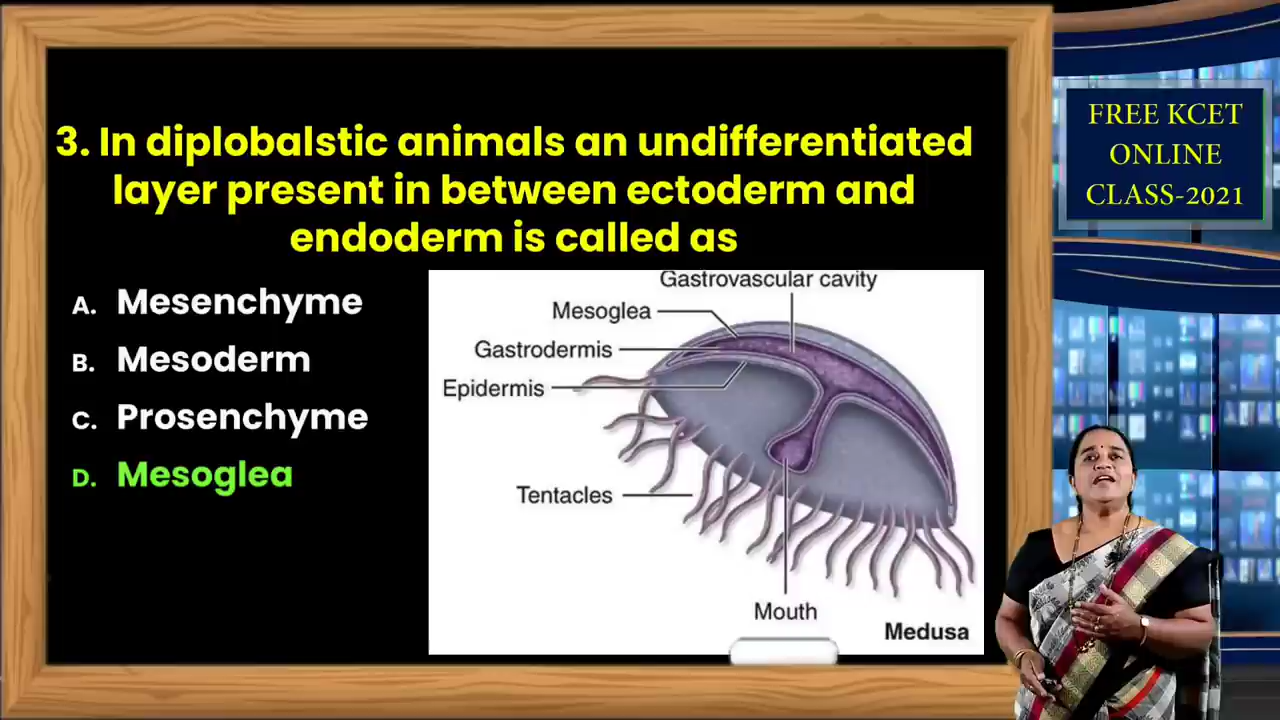 3. In diplobalstic animals an undifferentiated
layer present in between ectoderm and
endoderm is called as
A. Mesenchyme
B. Mesoderm
C. Prosenchyme
D. Mesoglea
Gastrovascular cavity
Mesoglea
Gastrodermis
Epidermis
Tentacles
Mouth
Medusa
FREE KCET
ONLINE
CLASS-2021